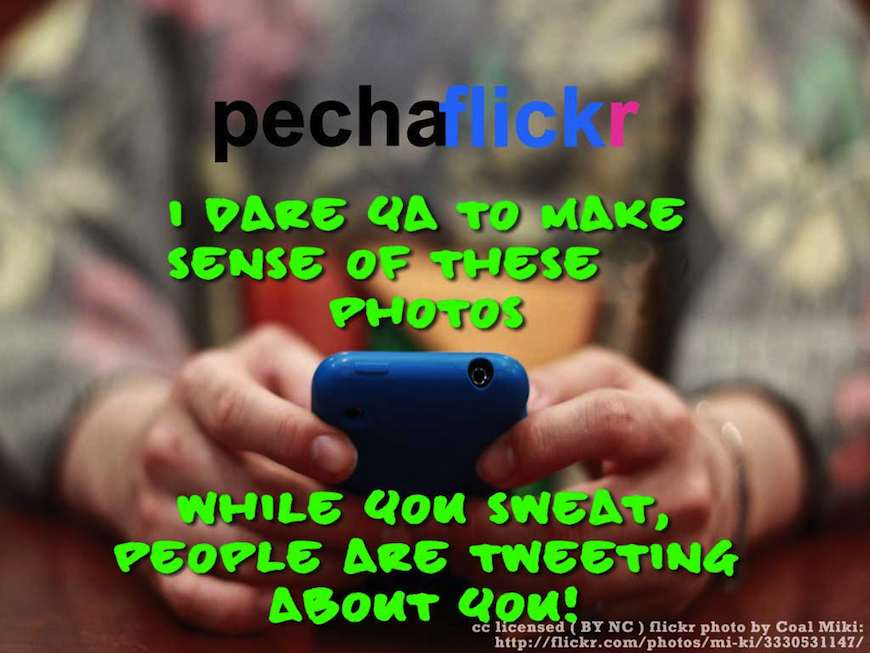 pechaflickr
I DARE YA TO MAKE
SENSE OF THESE
PHOTOS
WHILE YOU SWEAT,
PEOPLE ARE TWEETING
ABOUT YOU!
cc licensed ( BY NC ) flickr photo by Coal Miki:
http://flickr.com/photos/mi-ki/3330531147/